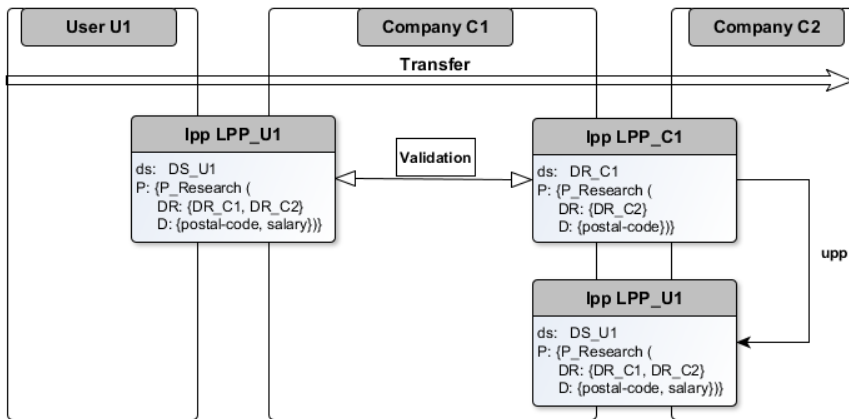 User U1
Company C1
Company C2
Transfer
lpp LPP_U1
ds: DS_U1
P: {P_Research (
DR: {DR_C1, DR_C2}
D: {postal-code, salary})}
Validation
lpp LPP_C1
ds: DR_C1
P: {P_Research (
DR: {DR_C2}
D: {postal-code})}
upp
lpp LPP_U1
ds: DS_U1
P: {P_Research (
DR: {DR_C1, DR_C2}
D: {postal-code, salary})}